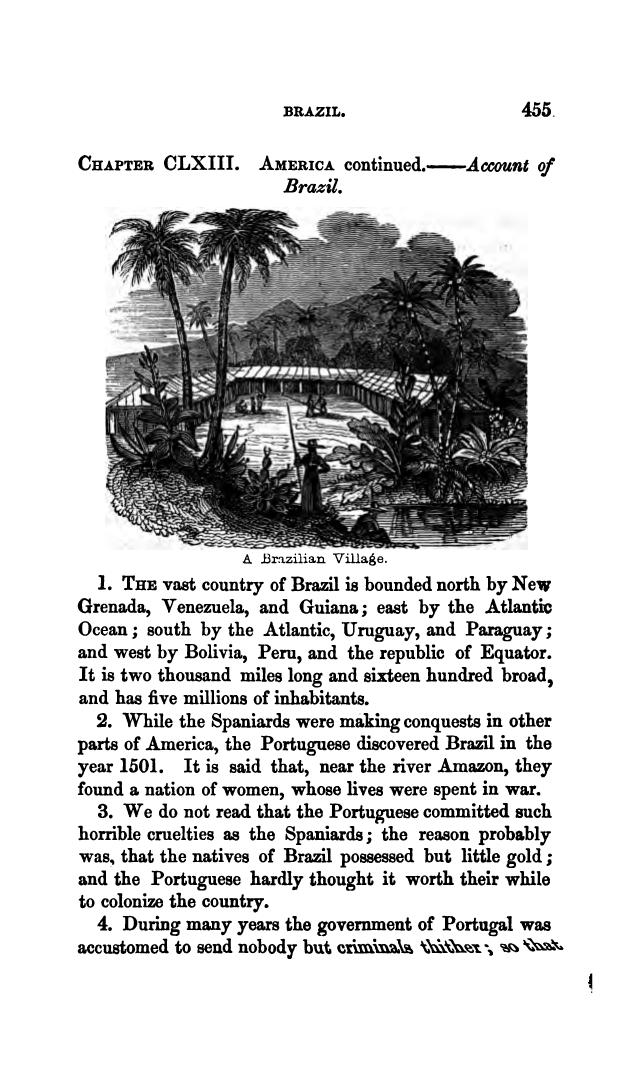 BRAZIL. 455
CHAPTER CLXIII. AMERICA continued.——Account of
Brazil.
A Brazilian Village.
1. THE vast country of Brazil is bounded north by New
Grenada, Venezuela, and Guiana; east by the Atlantic
Ocean; south by the Atlantic, Uruguay, and Paraguay;
and west by Bolivia, Peru, and the republic of Equator.
It is two thousand miles long and sixteen hundred broad,
and has five millions of inhabitants.
2. While the Spaniards were making conquests in other
parts of America, the Portuguese discovered Brazil in the
year 1501. It is said that, near the river Amazon, they
found a nation of women, whose lives were spent in war.
3. We do not read that the Portuguese committed such
horrible cruelties as the Spaniards; the reason probably
was, that the natives of Brazil possessed but little gold;
and the Portuguese hardly thought it worth their while
to colonize the country.
4. During many years the government of Portugal was
accustomed to send nobody but criminals thither; so that